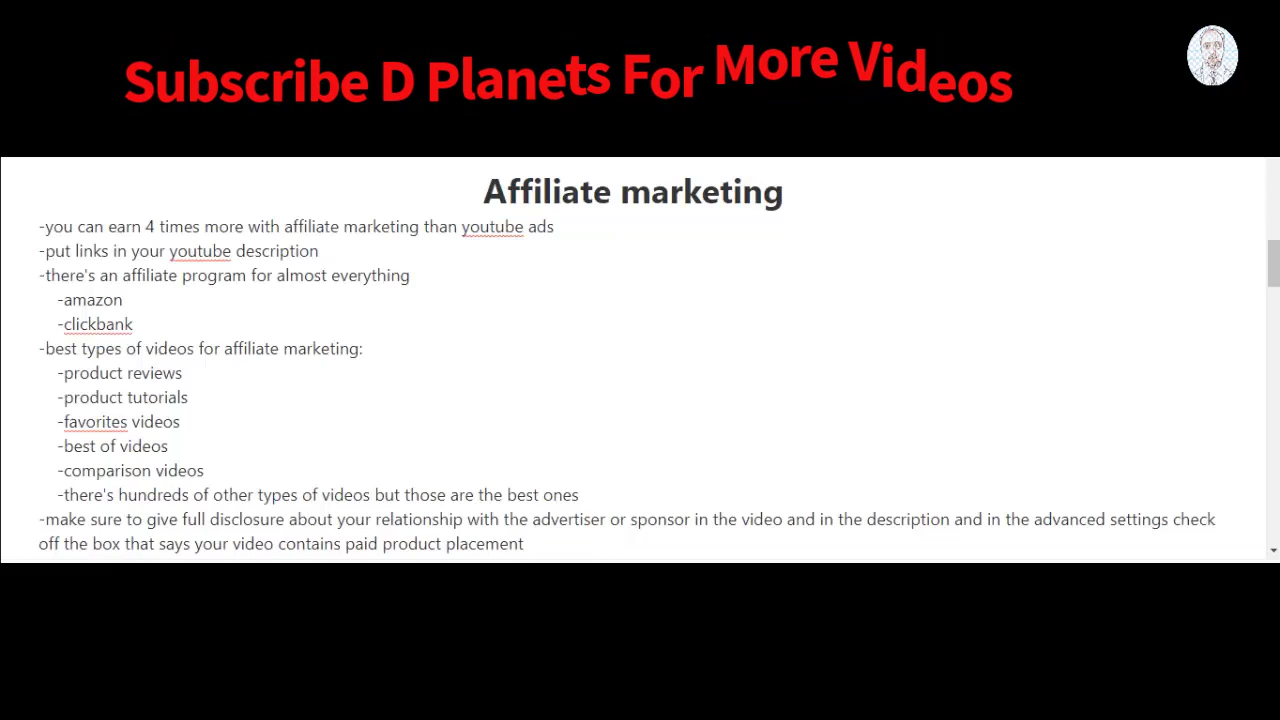 Subscribe D Planets For More Videos
Affiliate marketing
-you can earn 4 times more with affiliate marketing than youtube ads
-put links in your youtube description
-there's an affiliate program for almost everything
-amazon
-clickbank
-best types of videos for affiliate marketing:
-product reviews
-product tutorials
-favorites videos
-best of videos
-comparison videos
-there's hundreds of other types of videos but those are the best ones
-make sure to give full disclosure about your relationship with the advertiser or sponsor in the video and in the description and in the advanced settings check
off the box that says your video contains paid product placement